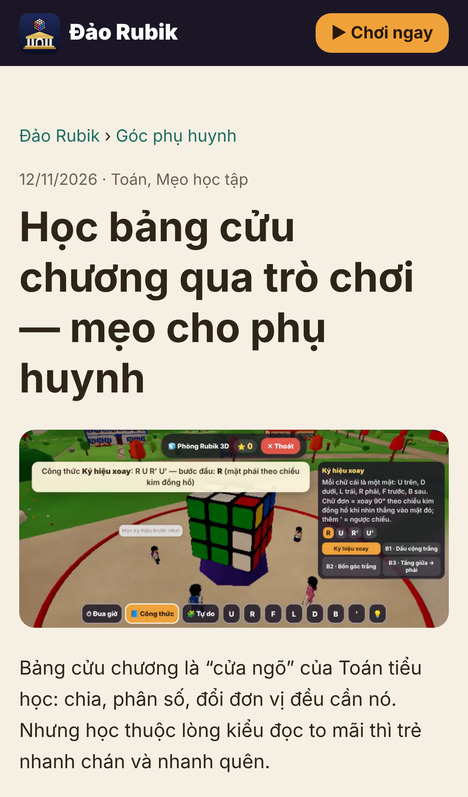 Đảo Rubik
▶ Chơi ngay
Đảo Rubik › Góc phụ huynh
12/11/2026 · Toán, Mẹo học tập
Học bảng cửu
chương qua trò chơi
— mẹo cho phụ
huynh
Phòng Rubik 3D
0
× Thoát
Công thức Ký hiệu xoay: R U R' U' — bước đầu: R (mặt phải theo chiều
kim đồng hồ)
Ký hiệu xoay
Mỗi chữ cái là một mặt: U trên, D
dưới, L trái, R phải, F trước, B sau.
Chữ đơn = xoay 90° theo chiều kim
đồng hồ khi nhìn thẳng vào mặt đó;
thêm ' = ngược chiều.
R U R' U'
Ký hiệu xoay
B1 · Dấu cộng trắng
B2 · Bốn góc trắng
B3 · Tầng giữa →
phải
Học ký hiệu trước nha!
Đua giờ
Công thức
Tự do
U R F L D B '
Bảng cửu chương là “cửa ngõ” của Toán tiểu
học: chia, phân số, đổi đơn vị đều cần nó.
Nhưng học thuộc lòng kiểu đọc to mãi thì trẻ
nhanh chán và nhanh quên.